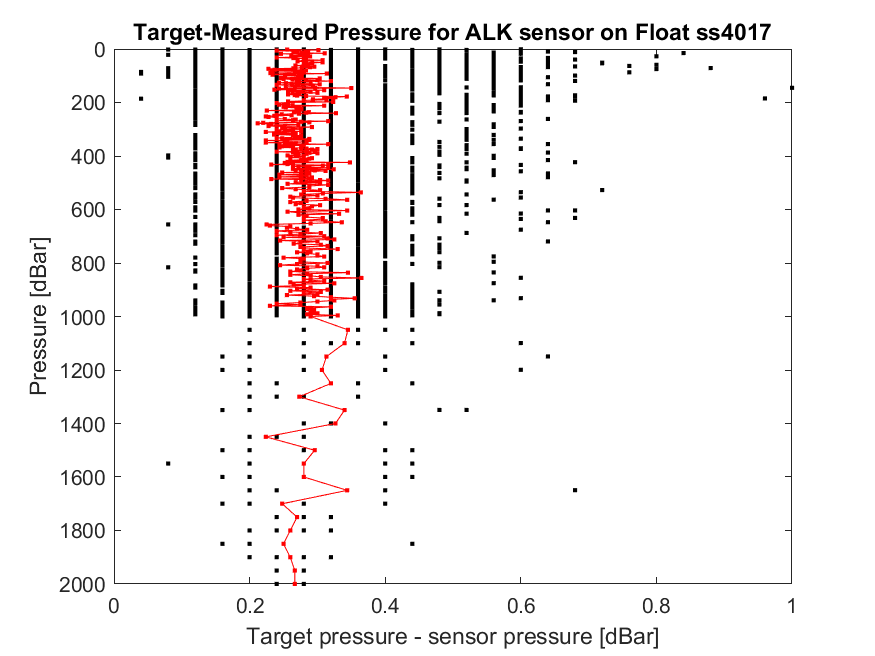 Target-Measured Pressure for ALK sensor on Float ss4017
0
200
400
600
800
1000
1200
1400
1600
1800
2000
Pressure [dBar]
0 0.2 0.4 0.6 0.8 1
Target pressure - sensor pressure [dBar]